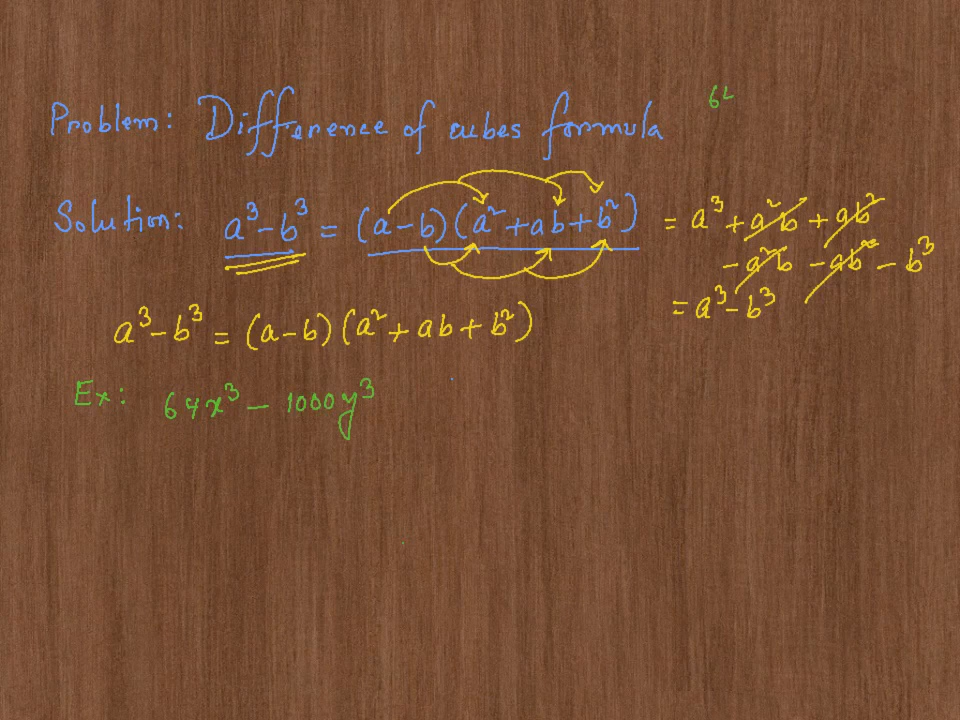 Problem: Difference of cubes formula
64
Solution: a³ - b³ = (a - b)(a² + ab + b²) = a³ + a²b + ab²
- a²b - ab² - b³
= a³ - b³
a³ - b³ = (a - b)(a² + ab + b²)
Ex: 64x³ - 1000y³